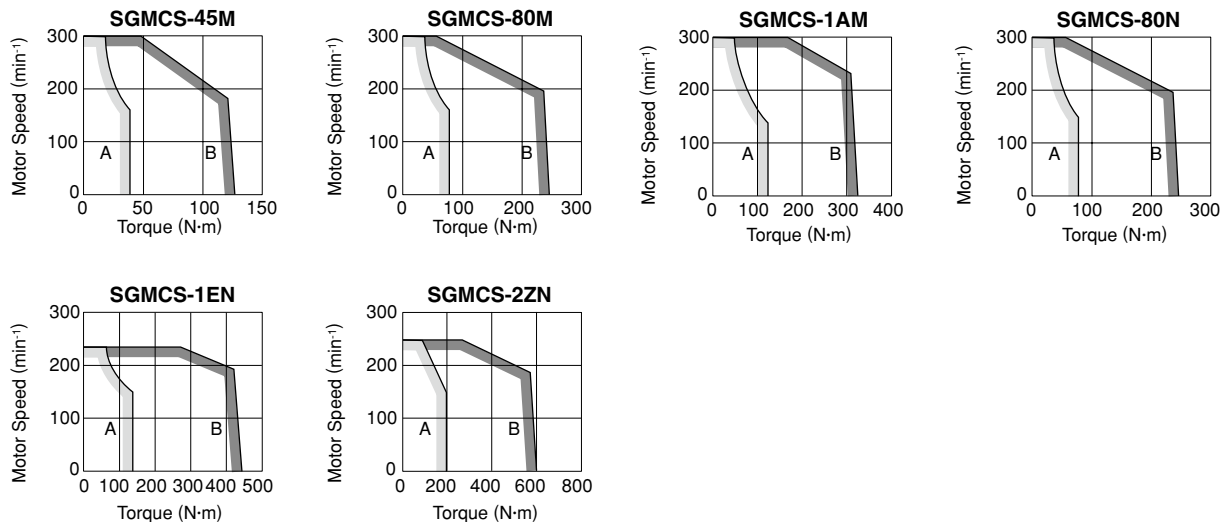 SGMCS-45M
Motor Speed (min⁻¹)
300
200
100
0
A
B
0 50 100 150
Torque (N·m)
SGMCS-80M
Motor Speed (min⁻¹)
300
200
100
0
A
B
0 100 200 300
Torque (N·m)
SGMCS-1AM
Motor Speed (min⁻¹)
300
200
100
0
A
B
0 100 200 300 400
Torque (N·m)
SGMCS-80N
Motor Speed (min⁻¹)
300
200
100
0
A
B
0 100 200 300
Torque (N·m)
SGMCS-1EN
Motor Speed (min⁻¹)
300
200
100
0
A
B
0 100 200 300 400 500
Torque (N·m)
SGMCS-2ZN
Motor Speed (min⁻¹)
300
200
100
0
A
B
0 200 400 600 800
Torque (N·m)